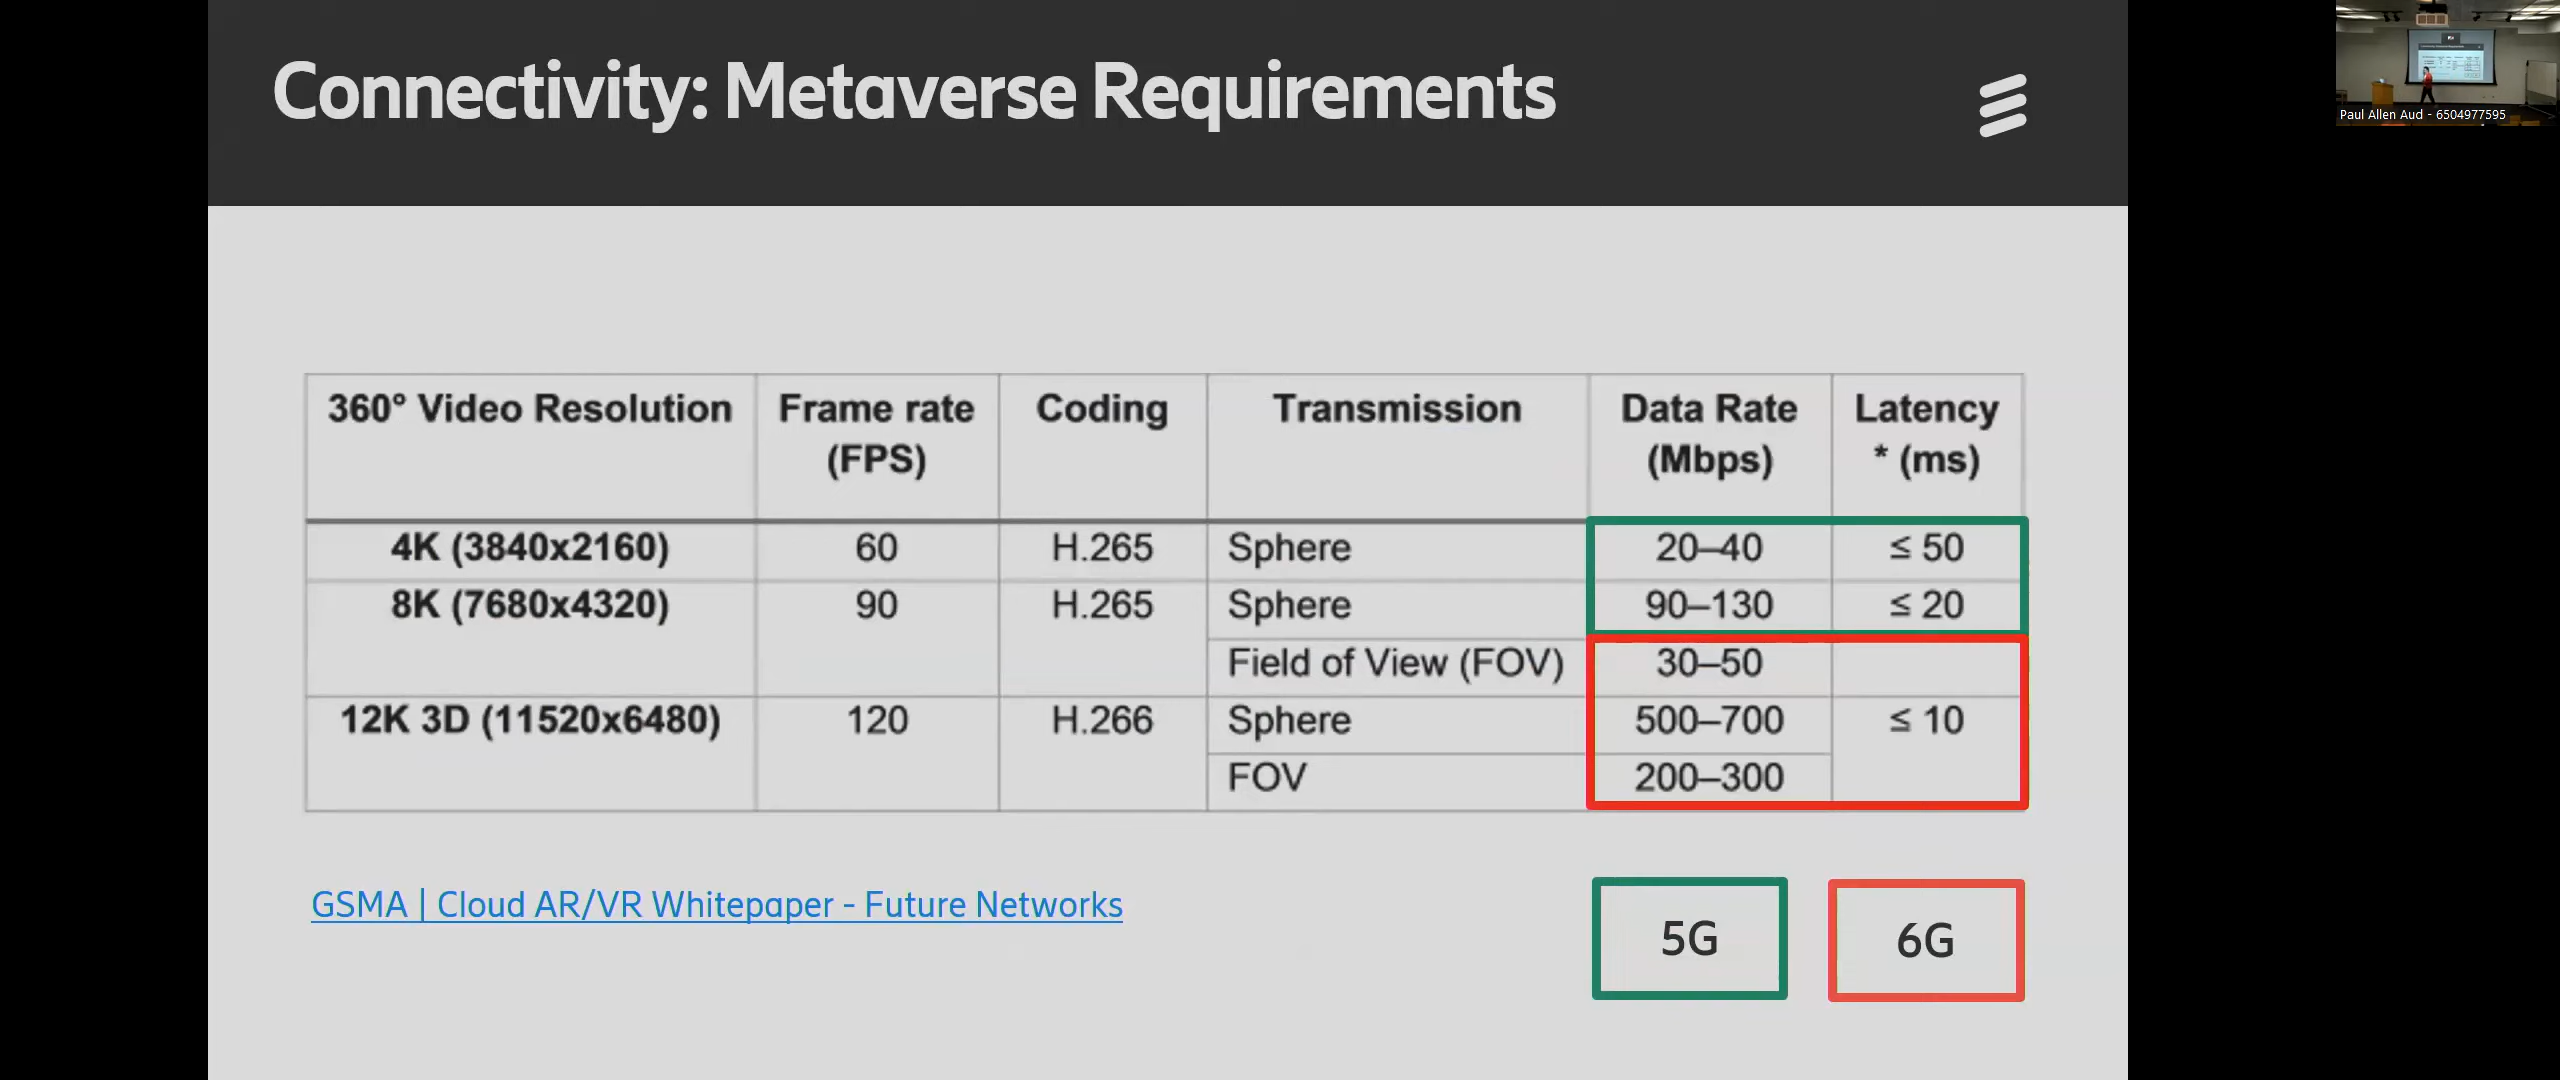 Connectivity: Metaverse Requirements
Paul Allen Aud - 6504977595
360° Video Resolution Frame rate (FPS) Coding Transmission Data Rate (Mbps) Latency * (ms)
4K (3840x2160) 60 H.265 Sphere 20–40 ≤ 50
8K (7680x4320) 90 H.265 Sphere 90–130 ≤ 20
Field of View (FOV) 30–50
12K 3D (11520x6480) 120 H.266 Sphere 500–700 ≤ 10
FOV 200–300
GSMA | Cloud AR/VR Whitepaper - Future Networks
5G 6G